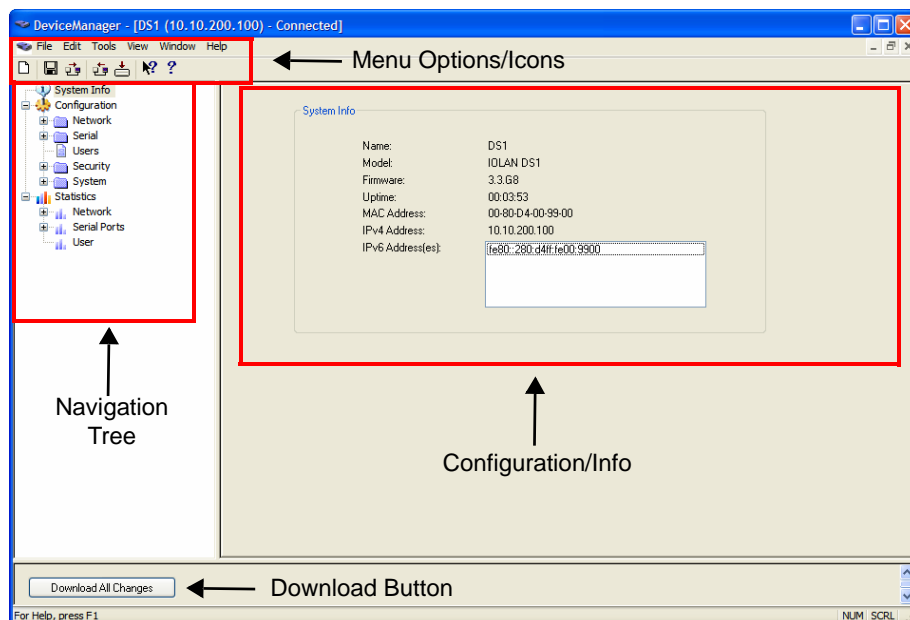 DeviceManager - [DS1 (10.10.200.100) - Connected]
File Edit Tools View Window Help
Menu Options/Icons
System Info
Configuration
Network
Serial
Users
Security
System
Statistics
Network
Serial Ports
User
System Info
Name: DS1
Model: IOLAN DS1
Firmware: 3.3.G8
Uptime: 00:03:53
MAC Address: 00-80-D4-00-99-00
IPv4 Address: 10.10.200.100
IPv6 Address(es): fe80::280:d4ff:fe00:9900
Navigation
Tree
Configuration/Info
Download All Changes
Download Button
For Help, press F1
NUM SCRL